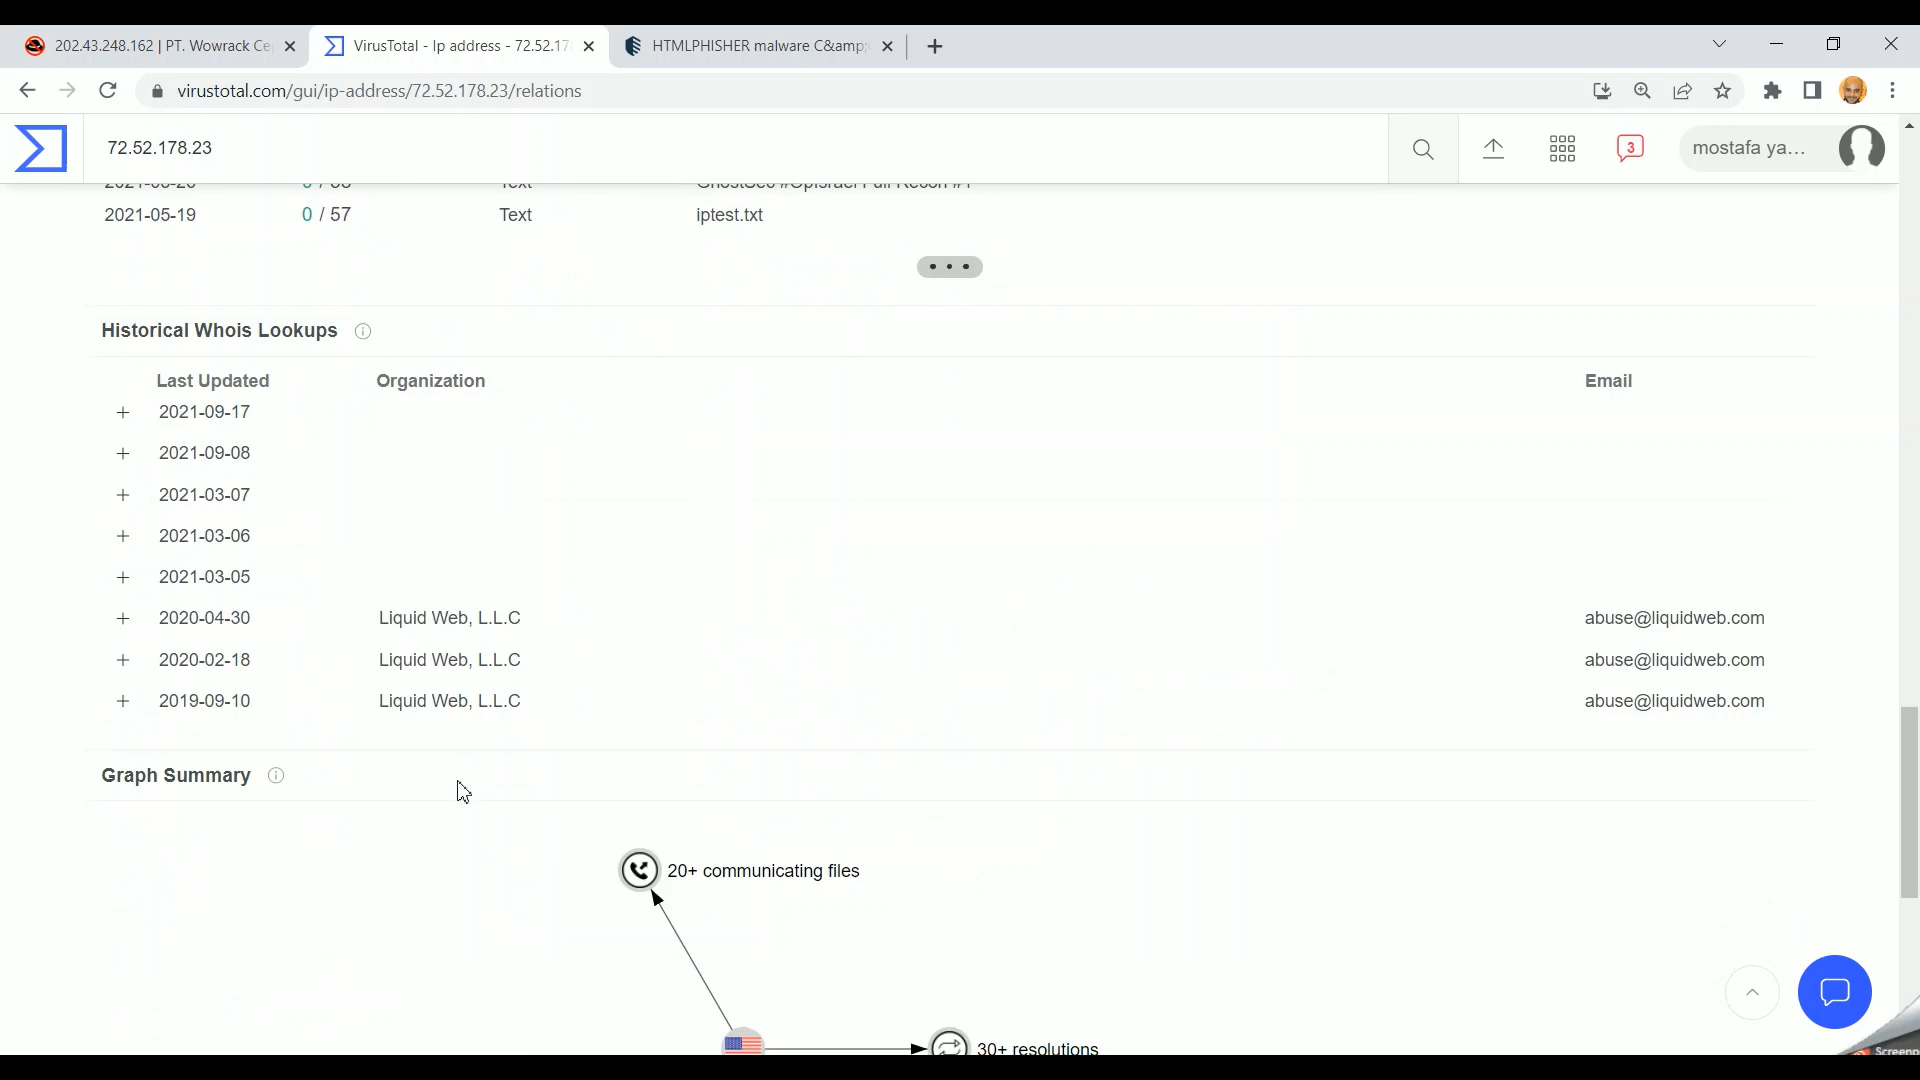 202.43.248.162 | PT. Wowrack Ce
VirusTotal - Ip address - 72.52.17
HTMLPHISHER malware C&amp;
virustotal.com/gui/ip-address/72.52.178.23/relations
72.52.178.23
3
mostafa ya...
2021-05-19 0 / 57 Text iptest.txt
Historical Whois Lookups
Last Updated Organization Email
+ 2021-09-17
+ 2021-09-08
+ 2021-03-07
+ 2021-03-06
+ 2021-03-05
+ 2020-04-30 Liquid Web, L.L.C abuse@liquidweb.com
+ 2020-02-18 Liquid Web, L.L.C abuse@liquidweb.com
+ 2019-09-10 Liquid Web, L.L.C abuse@liquidweb.com
Graph Summary
20+ communicating files
30+ resolutions